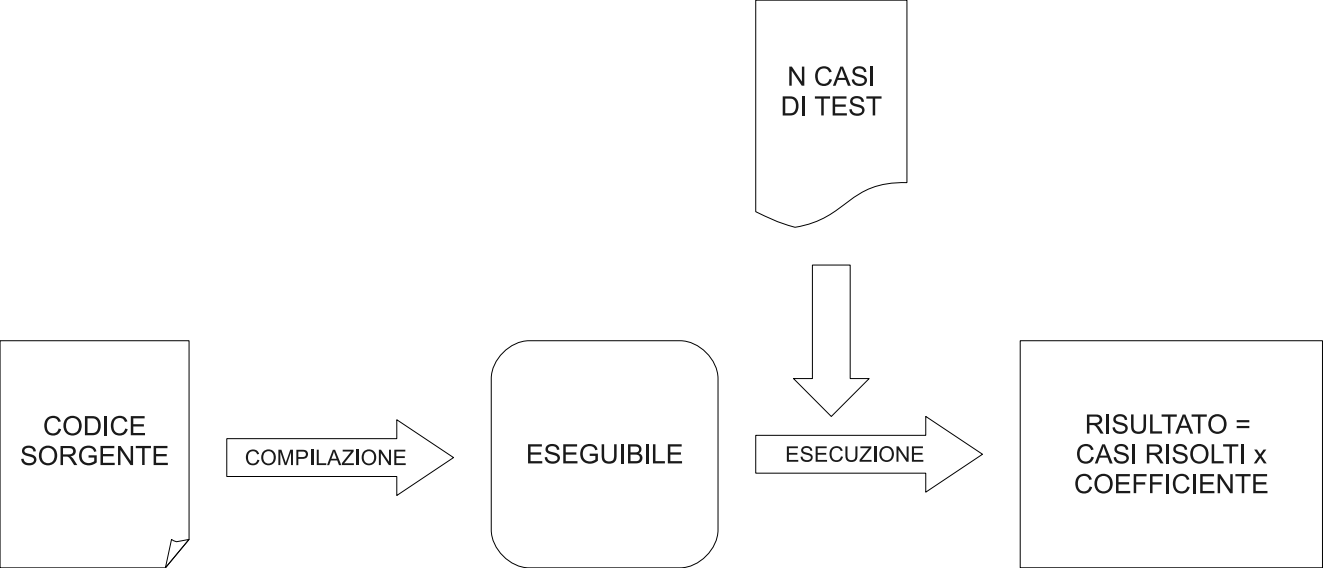 N CASI
DI TEST
CODICE
SORGENTE
COMPILAZIONE
ESEGUIBILE
ESECUZIONE
RISULTATO =
CASI RISOLTI x
COEFFICIENTE